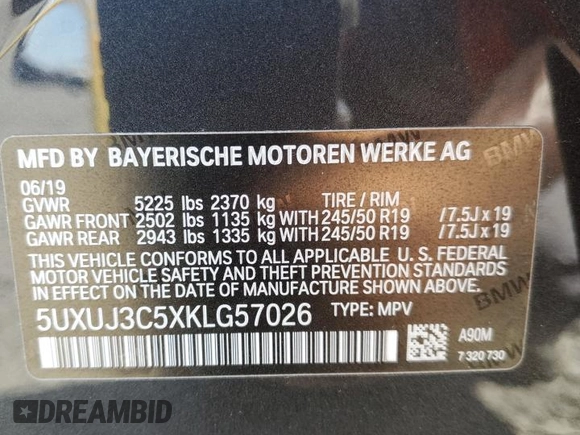 MFD BY BAYERISCHE MOTOREN WERKE AG
06/19
GVWR 5225 lbs 2370 kg TIRE / RIM
GAWR FRONT 2502 lbs 1135 kg WITH 245/50 R19 /7.5J x 19
GAWR REAR 2943 lbs 1335 kg WITH 245/50 R19 /7.5J x 19
THIS VEHICLE CONFORMS TO ALL APPLICABLE U. S. FEDERAL
MOTOR VEHICLE SAFETY AND THEFT PREVENTION STANDARDS
IN EFFECT ON THE DATE OF MANUFACTURE SHOWN ABOVE.
5UXUJ3C5XKLG57026 TYPE: MPV
A90M
7 320 730
BMW
BMW
BMW
DREAMBID